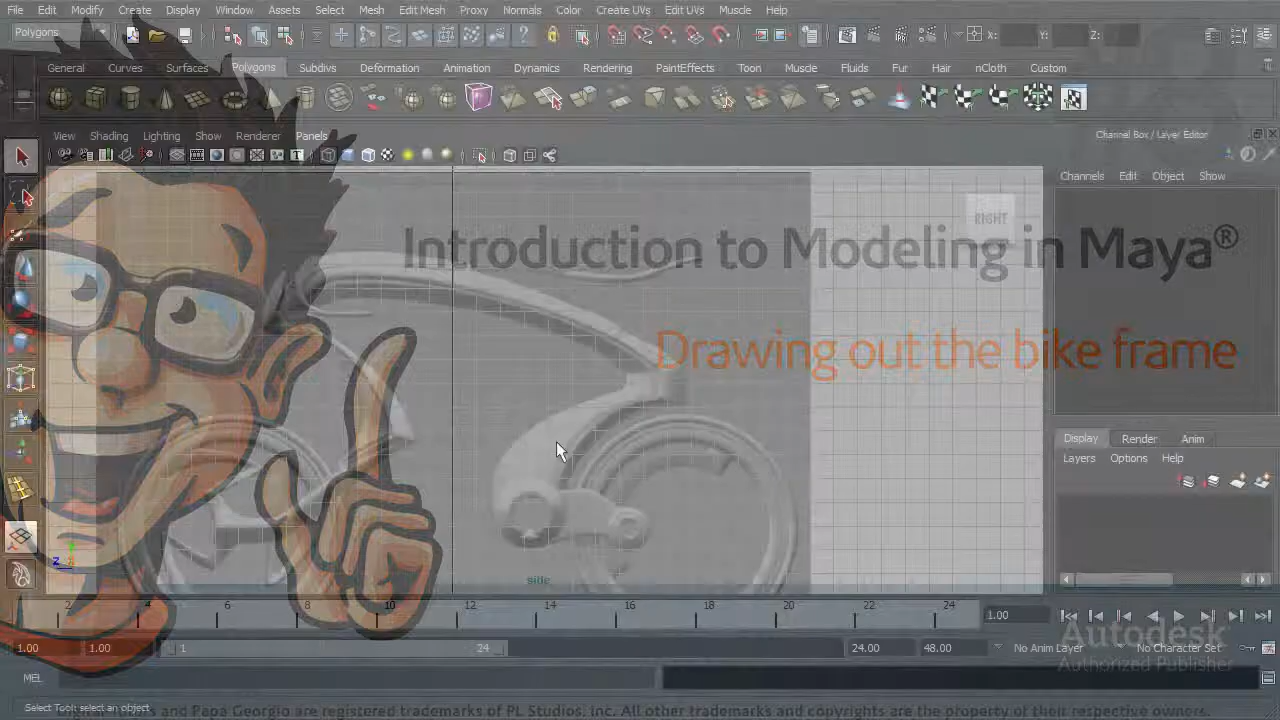 File Edit Modify Create Display Window Assets Select Mesh Edit Mesh Proxy Normals Color Create UVs Edit UVs Muscle Help
Polygons X: Y: Z:
General Curves Surfaces Polygons Subdivs Deformation Animation Dynamics Rendering PaintEffects Toon Muscle Fluids Fur Hair nCloth Custom
View Shading Lighting Show Renderer Panels
Channel Box / Layer Editor
Channels Edit Object Show
RIGHT
Introduction to Modeling in Maya®
Drawing out the bike frame
Display Render Anim
Layers Options Help
Z
side
2 4 6 8 10 12 14 16 18 20 22 24 1.00
1.00 1.00 1 24 24.00 48.00 No Anim Layer No Character Set
Autodesk
Authorized Publisher
MEL
Select Tool: select an object
and Papa Georgio are registered trademarks of PL Studios, Inc. All other trademarks and copyrights are the property of their respective owners.